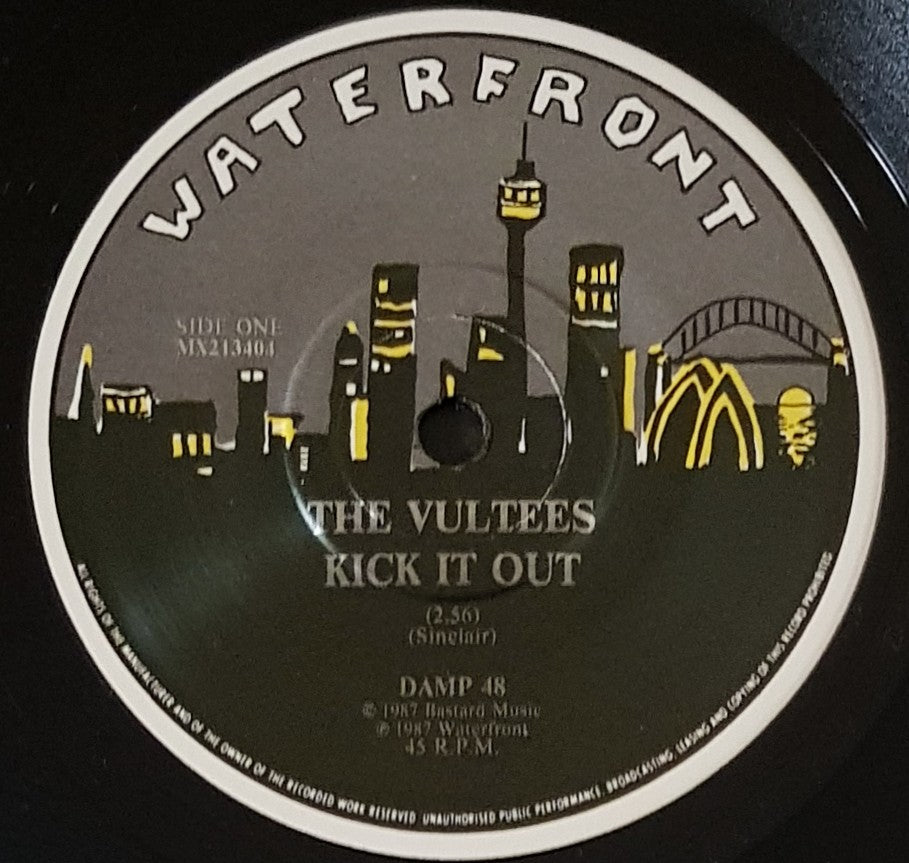 WATERFRONT
SIDE ONE
MX213404
THE VULTEES
KICK IT OUT
(2.56)
(Sinclair)
DAMP 48
© 1987 Bastard Music
℗ 1987 Waterfront
45 R.P.M.
ALL RIGHTS OF THE MANUFACTURER AND OF THE OWNER OF THE RECORDED WORK RESERVED. UNAUTHORISED PUBLIC PERFORMANCE, BROADCASTING, LEASING AND COPYING OF THIS RECORD PROHIBITED